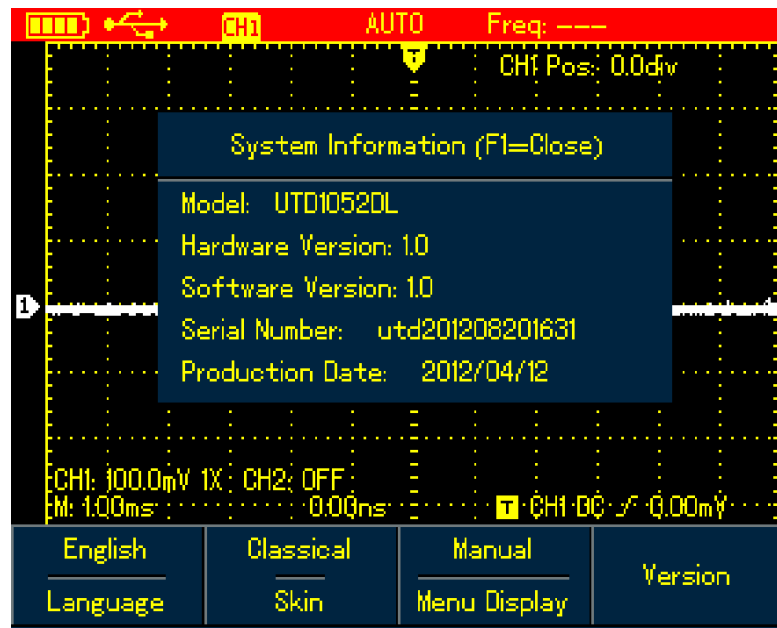 CH1 AUTO Freq: ---
T
CH1 Pos: 0.0div
System Information (F1=Close)
Model: UTD1052DL
Hardware Version: 1.0
Software Version: 1.0
1
Serial Number: utd201208201631
Production Date: 2012/04/12
CH1: 100.0mV 1X CH2: OFF
M: 1.00ms 0.00ns T CH1 DC 0.00mV
English Classical Manual
Version
Language Skin Menu Display